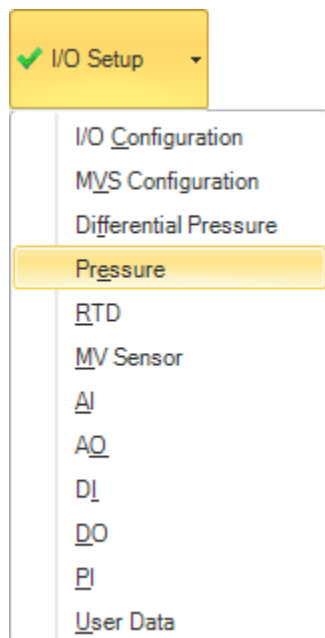 I/O Setup
I/O Configuration
MVS Configuration
Differential Pressure
Pressure
RTD
MV Sensor
AI
AO
DI
DO
PI
User Data